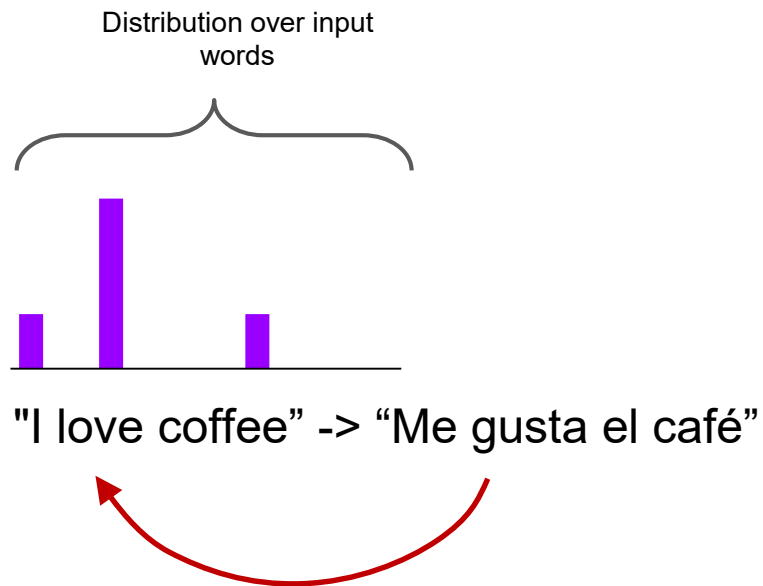 Distribution over input
words
"I love coffee” -> “Me gusta el café”